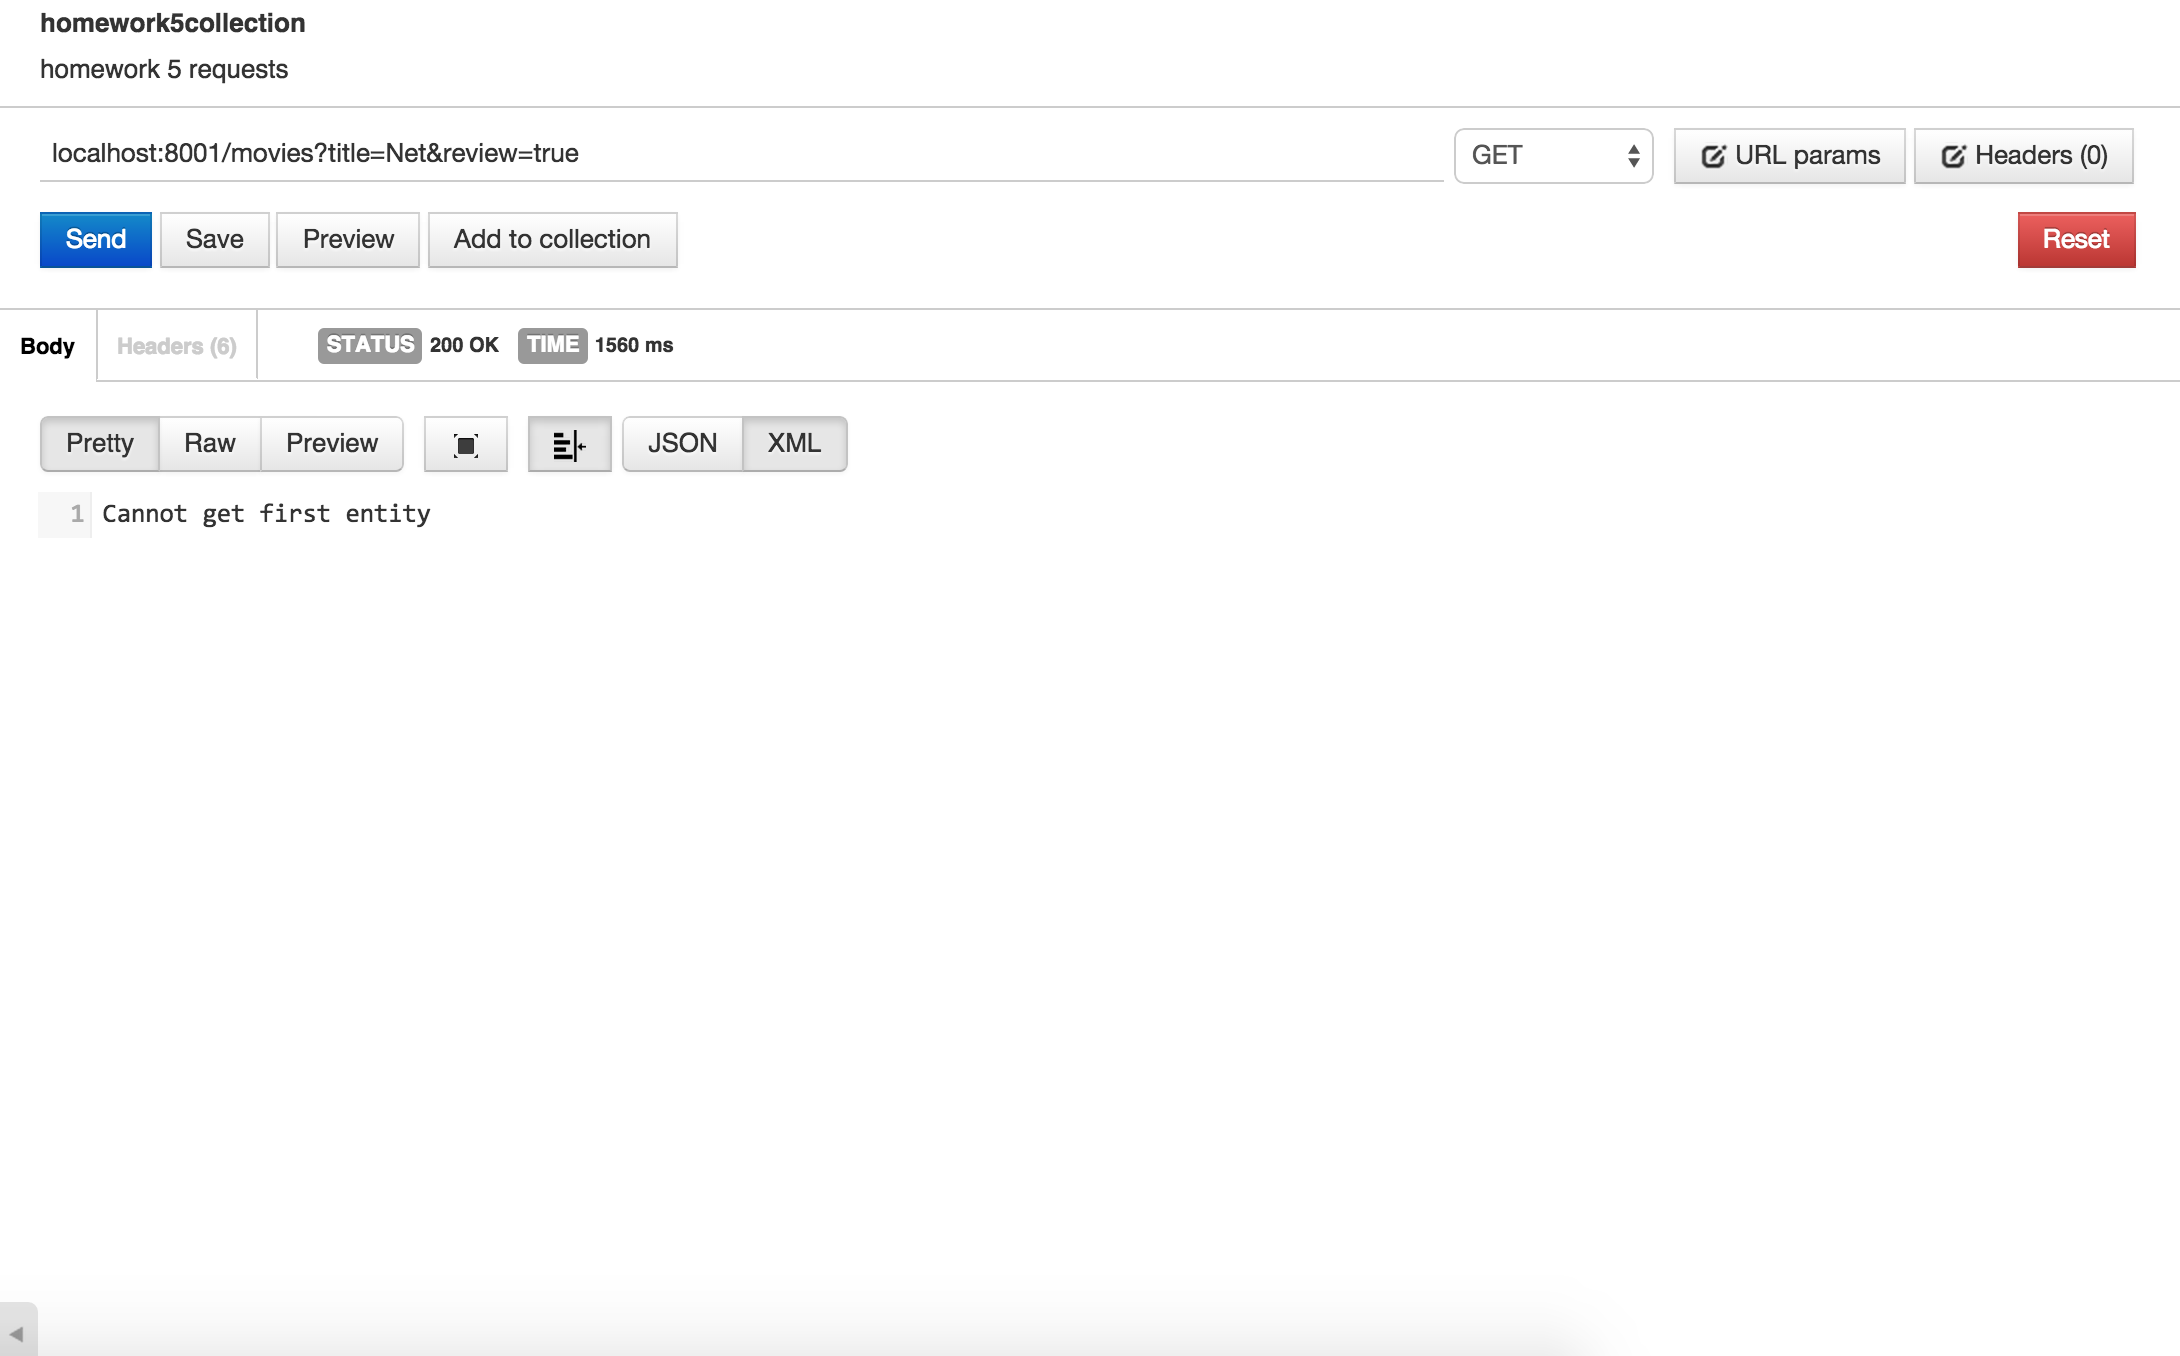 homework5collection
homework 5 requests
localhost:8001/movies?title=Net&review=true
GET
URL params
Headers (0)
Send
Save
Preview
Add to collection
Reset
Body
Headers (6)
STATUS 200 OK TIME 1560 ms
Pretty
Raw
Preview
JSON
XML
1 Cannot get first entity